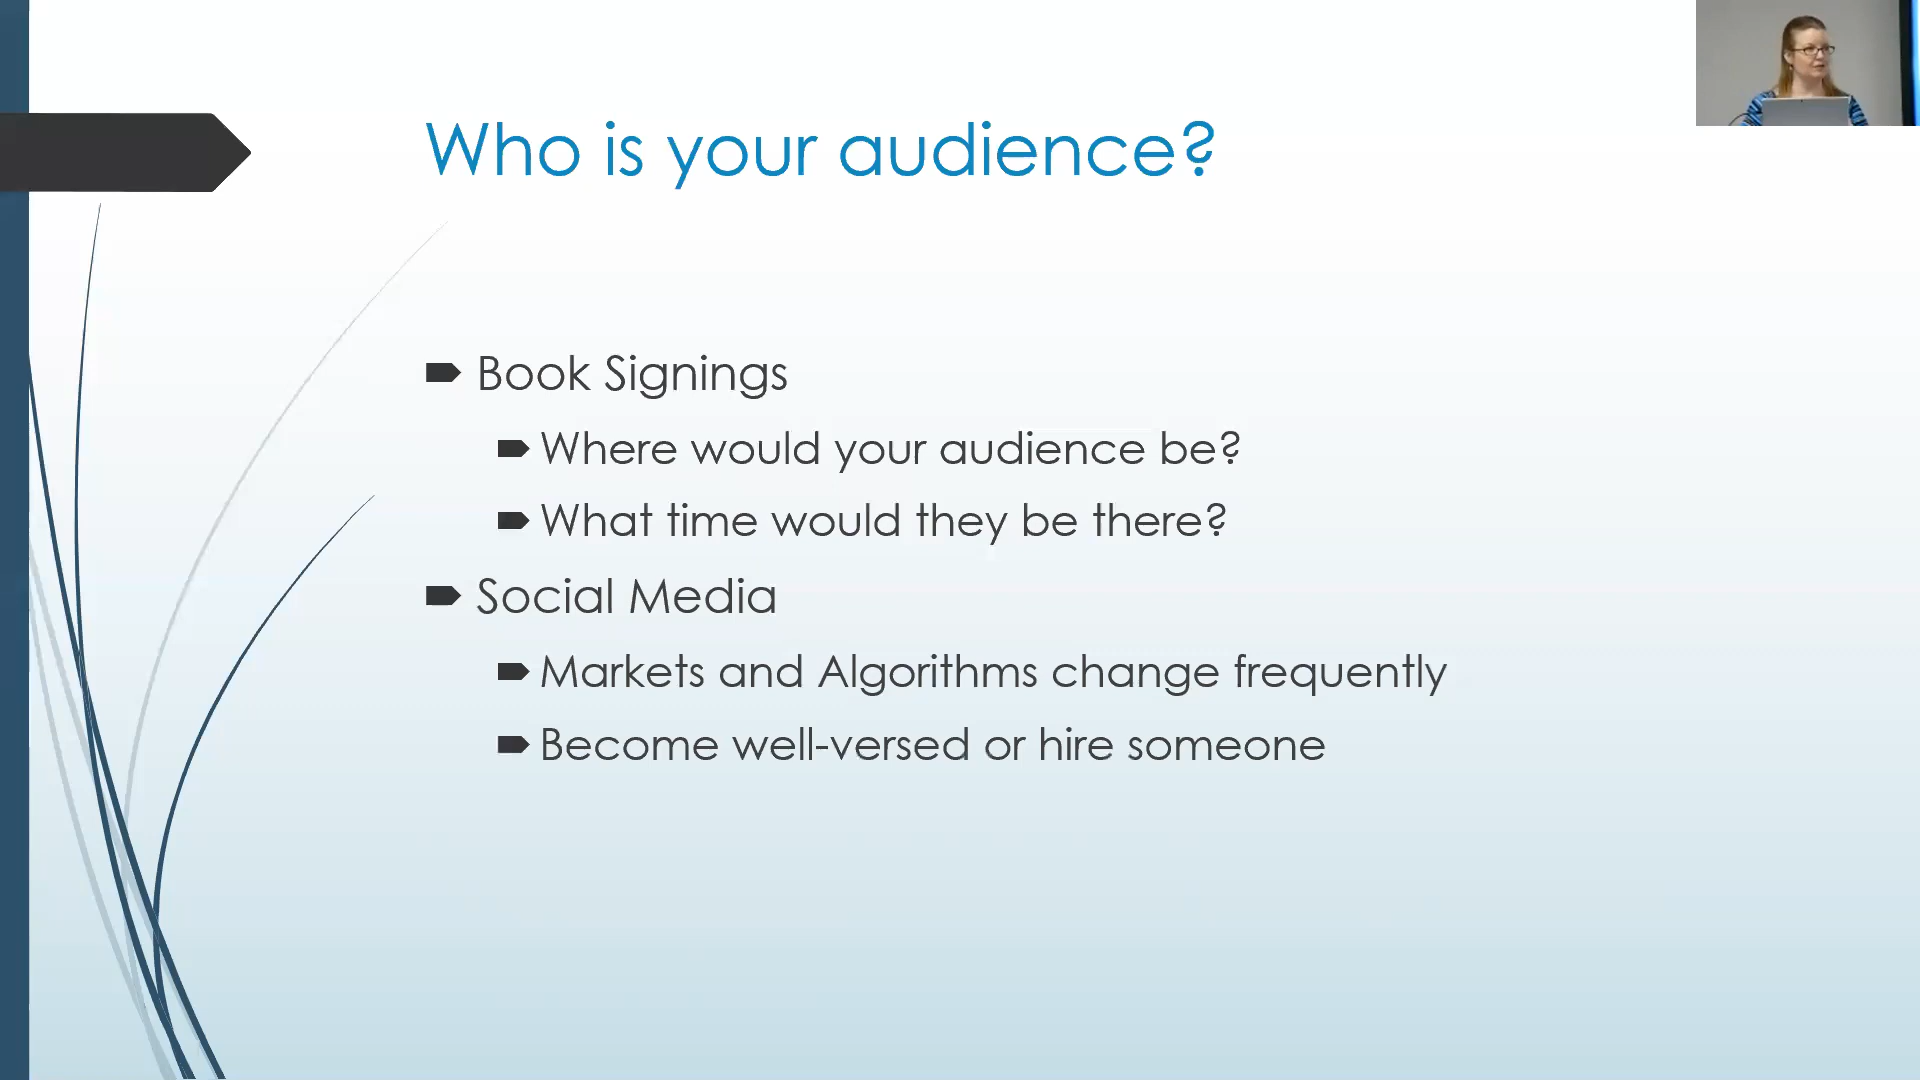 Who is your audience?
Book Signings
Where would your audience be?
What time would they be there?
Social Media
Markets and Algorithms change frequently
Become well-versed or hire someone